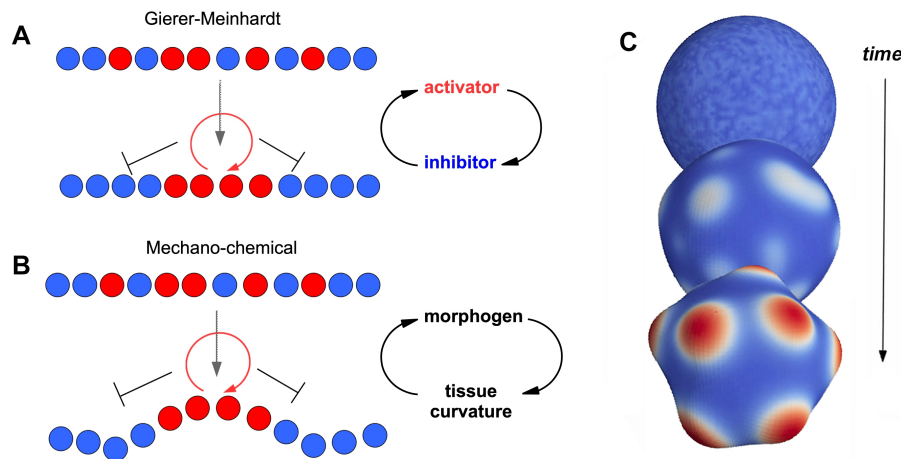 Gierer-Meinhardt
A
activator
inhibitor
Mechano-chemical
B
morphogen
tissue
curvature
C
time